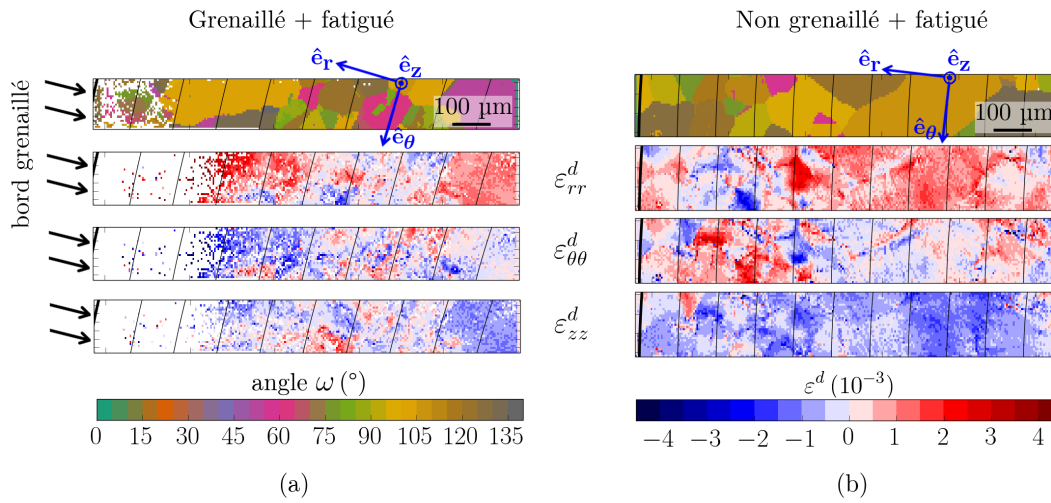 Grenaillé + fatigué
Non grenaillé + fatigué
bord grenaillé
ê_r
ê_z
ê_θ
100 µm
ê_r
ê_z
ê_θ
100 µm
ε^d_rr
ε^d_θθ
ε^d_zz
angle ω (°)
0 15 30 45 60 75 90 105 120 135
ε^d (10^−3)
−4 −3 −2 −1 0 1 2 3 4
(a)
(b)